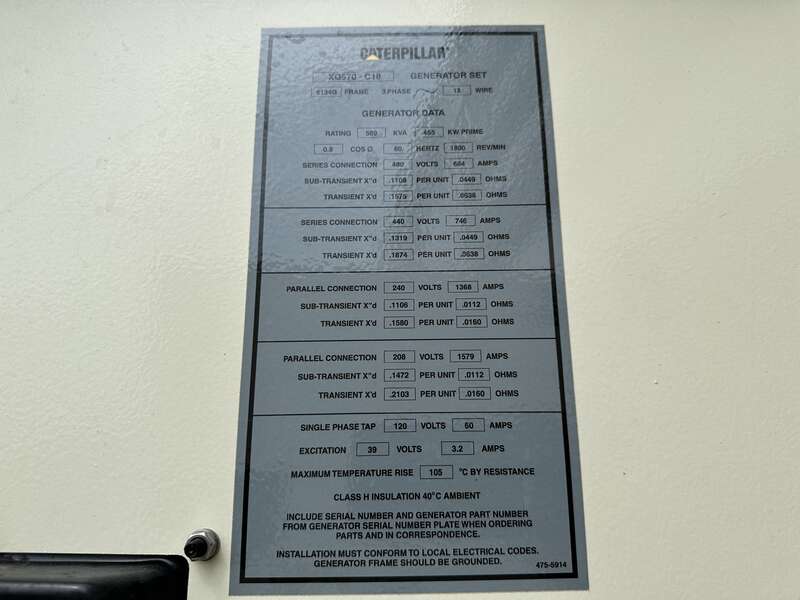 CATERPILLAR
XQ570 - C18 GENERATOR SET
6134G FRAME 3 PHASE 12 WIRE
GENERATOR DATA
RATING 569 KVA 455 KW PRIME
0.8 COS O 60 HERTZ 1800 REV/MIN
SERIES CONNECTION 480 VOLTS 684 AMPS
SUB-TRANSIENT X"d .1108 PER UNIT .0449 OHMS
TRANSIENT X'd .1575 PER UNIT .0638 OHMS
SERIES CONNECTION 440 VOLTS 746 AMPS
SUB-TRANSIENT X"d .1319 PER UNIT .0449 OHMS
TRANSIENT X'd .1874 PER UNIT .0638 OHMS
PARALLEL CONNECTION 240 VOLTS 1368 AMPS
SUB-TRANSIENT X"d .1106 PER UNIT .0112 OHMS
TRANSIENT X'd .1580 PER UNIT .0160 OHMS
PARALLEL CONNECTION 208 VOLTS 1579 AMPS
SUB-TRANSIENT X"d .1472 PER UNIT .0112 OHMS
TRANSIENT X'd .2103 PER UNIT .0160 OHMS
SINGLE PHASE TAP 120 VOLTS 60 AMPS
EXCITATION 39 VOLTS 3.2 AMPS
MAXIMUM TEMPERATURE RISE 105 °C BY RESISTANCE
CLASS H INSULATION 40°C AMBIENT
INCLUDE SERIAL NUMBER AND GENERATOR PART NUMBER
FROM GENERATOR SERIAL NUMBER PLATE WHEN ORDERING
PARTS AND IN CORRESPONDENCE.
INSTALLATION MUST CONFORM TO LOCAL ELECTRICAL CODES.
GENERATOR FRAME SHOULD BE GROUNDED. 475-5914